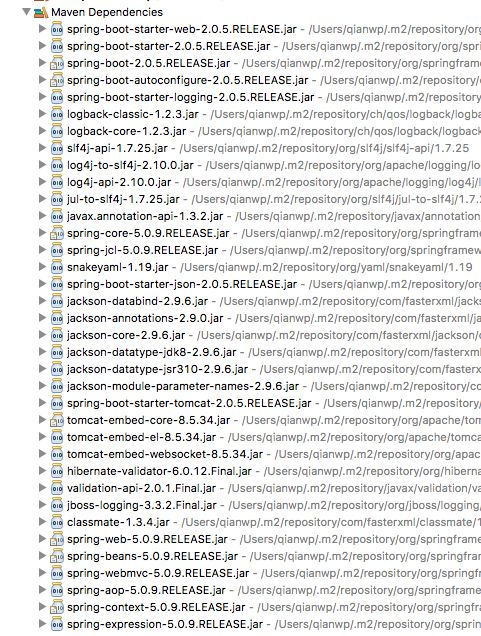 Maven Dependencies
spring-boot-starter-web-2.0.5.RELEASE.jar - /Users/qianwp/.m2/repository/org
spring-boot-starter-2.0.5.RELEASE.jar - /Users/qianwp/.m2/repository/org/spri
spring-boot-2.0.5.RELEASE.jar - /Users/qianwp/.m2/repository/org/springframe
spring-boot-autoconfigure-2.0.5.RELEASE.jar - /Users/qianwp/.m2/repository/
spring-boot-starter-logging-2.0.5.RELEASE.jar - /Users/qianwp/.m2/repository
logback-classic-1.2.3.jar - /Users/qianwp/.m2/repository/ch/qos/logback/logba
logback-core-1.2.3.jar - /Users/qianwp/.m2/repository/ch/qos/logback/logback
slf4j-api-1.7.25.jar - /Users/qianwp/.m2/repository/org/slf4j/slf4j-api/1.7.25
log4j-to-slf4j-2.10.0.jar - /Users/qianwp/.m2/repository/org/apache/logging/lo
log4j-api-2.10.0.jar - /Users/qianwp/.m2/repository/org/apache/logging/log4j/l
jul-to-slf4j-1.7.25.jar - /Users/qianwp/.m2/repository/org/slf4j/jul-to-slf4j/1.7.
javax.annotation-api-1.3.2.jar - /Users/qianwp/.m2/repository/javax/annotation
spring-core-5.0.9.RELEASE.jar - /Users/qianwp/.m2/repository/org/springframe
spring-jcl-5.0.9.RELEASE.jar - /Users/qianwp/.m2/repository/org/springframew
snakeyaml-1.19.jar - /Users/qianwp/.m2/repository/org/yaml/snakeyaml/1.19
spring-boot-starter-json-2.0.5.RELEASE.jar - /Users/qianwp/.m2/repository/org
jackson-databind-2.9.6.jar - /Users/qianwp/.m2/repository/com/fasterxml/jacks
jackson-annotations-2.9.0.jar - /Users/qianwp/.m2/repository/com/fasterxml/ja
jackson-core-2.9.6.jar - /Users/qianwp/.m2/repository/com/fasterxml/jackson/c
jackson-datatype-jdk8-2.9.6.jar - /Users/qianwp/.m2/repository/com/fasterxml
jackson-datatype-jsr310-2.9.6.jar - /Users/qianwp/.m2/repository/com/fasterx
jackson-module-parameter-names-2.9.6.jar - /Users/qianwp/.m2/repository/co
spring-boot-starter-tomcat-2.0.5.RELEASE.jar - /Users/qianwp/.m2/repository/
tomcat-embed-core-8.5.34.jar - /Users/qianwp/.m2/repository/org/apache/tom
tomcat-embed-el-8.5.34.jar - /Users/qianwp/.m2/repository/org/apache/tomca
tomcat-embed-websocket-8.5.34.jar - /Users/qianwp/.m2/repository/org/apac
hibernate-validator-6.0.12.Final.jar - /Users/qianwp/.m2/repository/org/hiberna
validation-api-2.0.1.Final.jar - /Users/qianwp/.m2/repository/javax/validation/va
jboss-logging-3.3.2.Final.jar - /Users/qianwp/.m2/repository/org/jboss/logging,
classmate-1.3.4.jar - /Users/qianwp/.m2/repository/com/fasterxml/classmate/1
spring-web-5.0.9.RELEASE.jar - /Users/qianwp/.m2/repository/org/springframe
spring-beans-5.0.9.RELEASE.jar - /Users/qianwp/.m2/repository/org/springfrar
spring-webmvc-5.0.9.RELEASE.jar - /Users/qianwp/.m2/repository/org/springf
spring-aop-5.0.9.RELEASE.jar - /Users/qianwp/.m2/repository/org/springframe
spring-context-5.0.9.RELEASE.jar - /Users/qianwp/.m2/repository/org/springfr
spring-expression-5.0.9.RELEASE.jar - /Users/qianwp/.m2/repository/org/sprin